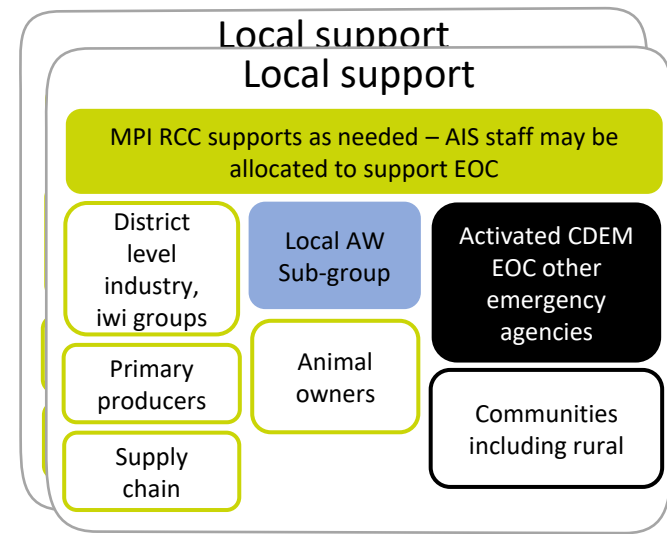 Local support
Local support
MPI RCC supports as needed – AIS staff may be
allocated to support EOC
District
level
industry,
iwi groups
Local AW
Sub-group
Activated CDEM
EOC other
emergency
agencies
Primary
producers
Animal
owners
Communities
including rural
Supply
chain